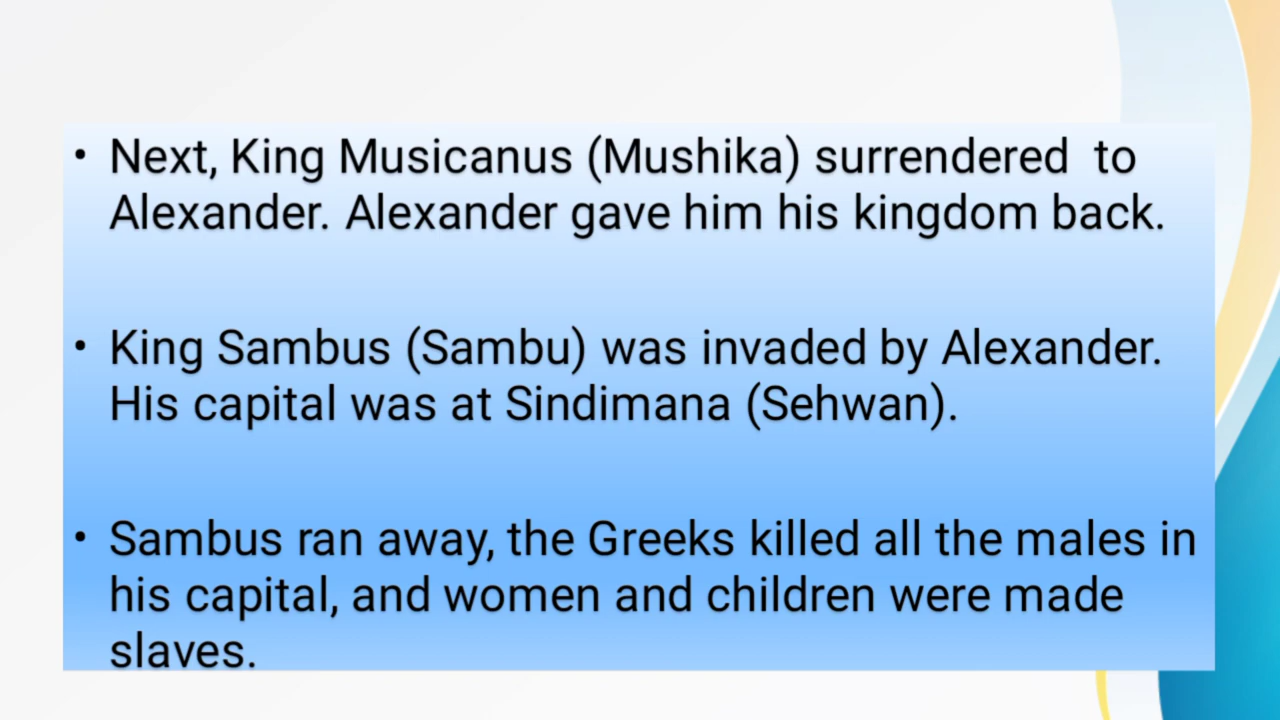 • Next, King Musicanus (Mushika) surrendered to
Alexander. Alexander gave him his kingdom back.
• King Sambus (Sambu) was invaded by Alexander.
His capital was at Sindimana (Sehwan).
• Sambus ran away, the Greeks killed all the males in
his capital, and women and children were made
slaves.